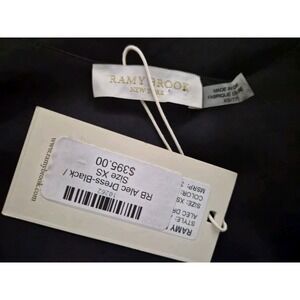 RAMY BROOK
NEW YORK
MADE IN
FABRIQUE
XS/TP
www.ramybrook.com
RB Alec Dress-Black /
Size XS
$395.00
RAMY
STYLE:
ALEC DR
COLOR:
SIZE: XS
MSRP: